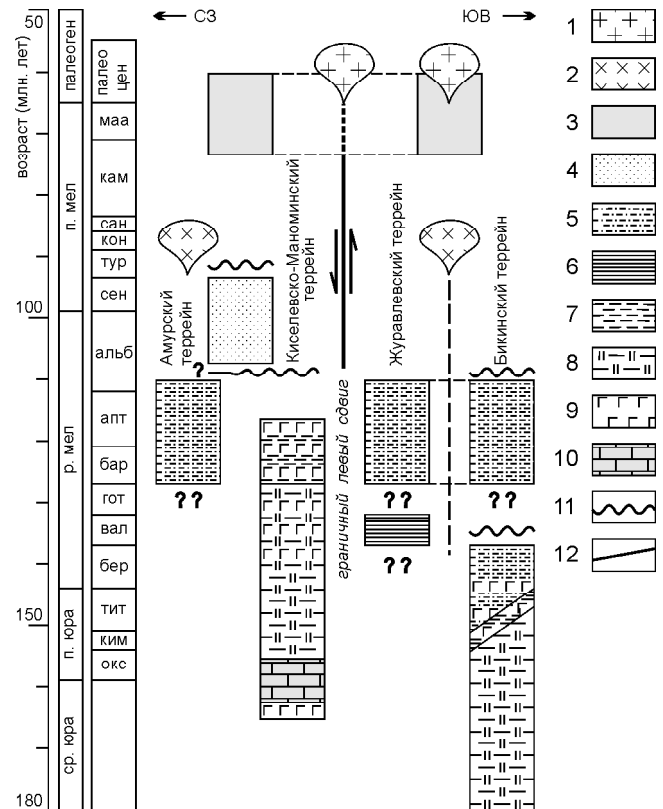 СЗ
ЮВ
возраст (млн. лет)
50
100
150
180
палеоген
п. мел
р. мел
п. юра
ср. юра
палео
цен
маа
кам
сан
кон
тур
сен
альб
апт
бар
гот
вал
бер
тит
ким
окс
Амурский
террейн
Киселевско-Маноминский
террейн
граничный левый сдвиг
Журавлевский террейн
Бикинский террейн
?
? ?
? ?
? ?
? ?
1
2
3
4
5
6
7
8
9
10
11
12